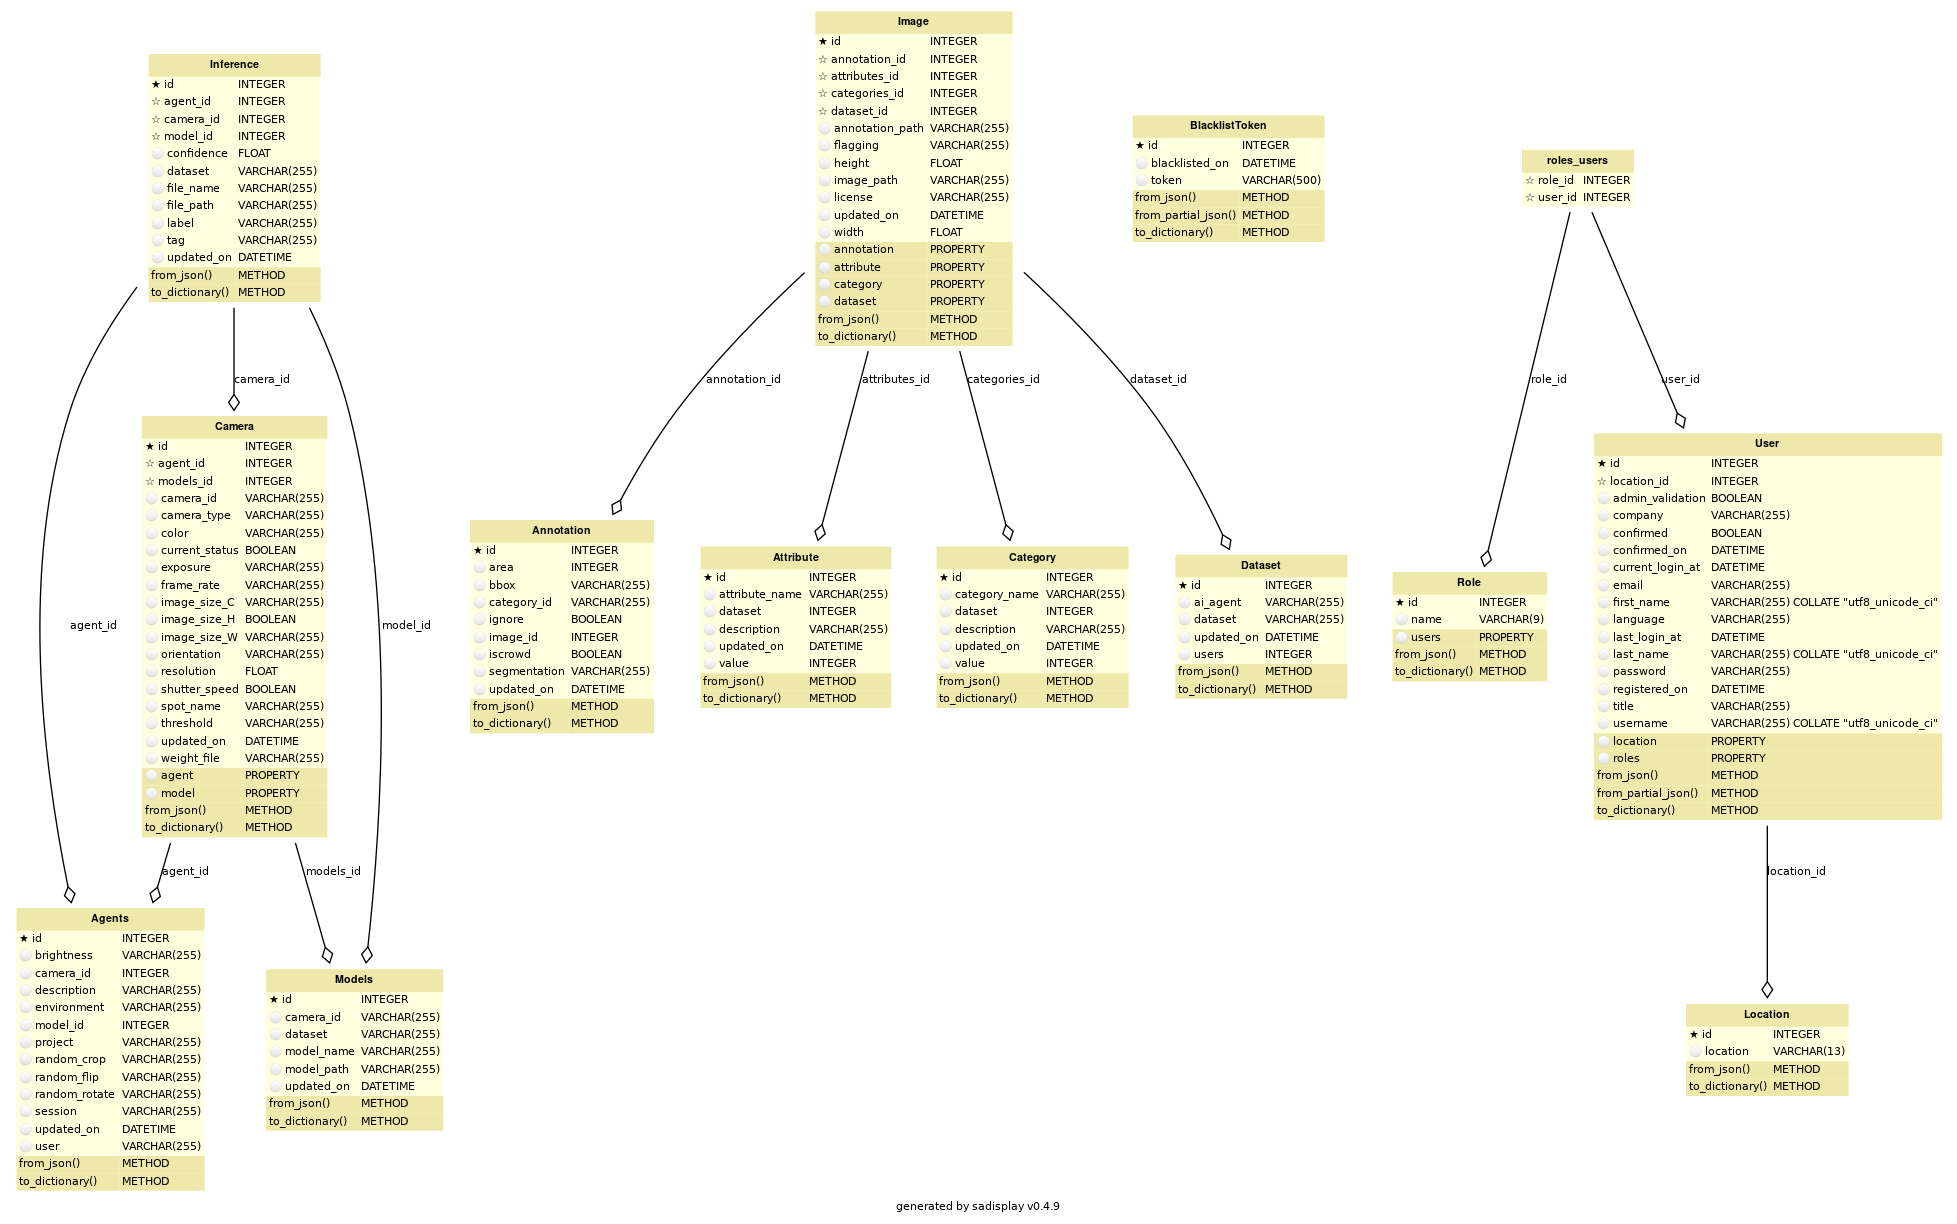 Image
★ id INTEGER
☆ annotation_id INTEGER
☆ attributes_id INTEGER
☆ categories_id INTEGER
☆ dataset_id INTEGER
annotation_path VARCHAR(255)
flagging VARCHAR(255)
height FLOAT
image_path VARCHAR(255)
license VARCHAR(255)
updated_on DATETIME
width FLOAT
annotation PROPERTY
attribute PROPERTY
category PROPERTY
dataset PROPERTY
from_json() METHOD
to_dictionary() METHOD
Inference
★ id INTEGER
☆ agent_id INTEGER
☆ camera_id INTEGER
☆ model_id INTEGER
confidence FLOAT
dataset VARCHAR(255)
file_name VARCHAR(255)
file_path VARCHAR(255)
label VARCHAR(255)
tag VARCHAR(255)
updated_on DATETIME
from_json() METHOD
to_dictionary() METHOD
BlacklistToken
★ id INTEGER
blacklisted_on DATETIME
token VARCHAR(500)
from_json() METHOD
from_partial_json() METHOD
to_dictionary() METHOD
roles_users
☆ role_id INTEGER
☆ user_id INTEGER
camera_id
annotation_id
attributes_id
categories_id
dataset_id
role_id
user_id
Camera
★ id INTEGER
☆ agent_id INTEGER
☆ models_id INTEGER
camera_id VARCHAR(255)
camera_type VARCHAR(255)
color VARCHAR(255)
current_status BOOLEAN
exposure VARCHAR(255)
frame_rate VARCHAR(255)
image_size_C VARCHAR(255)
image_size_H BOOLEAN
image_size_W VARCHAR(255)
orientation VARCHAR(255)
resolution FLOAT
shutter_speed BOOLEAN
spot_name VARCHAR(255)
threshold VARCHAR(255)
updated_on DATETIME
weight_file VARCHAR(255)
agent PROPERTY
model PROPERTY
from_json() METHOD
to_dictionary() METHOD
agent_id
model_id
Annotation
★ id INTEGER
area INTEGER
bbox VARCHAR(255)
category_id VARCHAR(255)
ignore BOOLEAN
image_id INTEGER
iscrowd BOOLEAN
segmentation VARCHAR(255)
updated_on DATETIME
from_json() METHOD
to_dictionary() METHOD
Attribute
★ id INTEGER
attribute_name VARCHAR(255)
dataset INTEGER
description VARCHAR(255)
updated_on DATETIME
value INTEGER
from_json() METHOD
to_dictionary() METHOD
Category
★ id INTEGER
category_name VARCHAR(255)
dataset INTEGER
description VARCHAR(255)
updated_on DATETIME
value INTEGER
from_json() METHOD
to_dictionary() METHOD
Dataset
★ id INTEGER
ai_agent VARCHAR(255)
dataset VARCHAR(255)
updated_on DATETIME
users INTEGER
from_json() METHOD
to_dictionary() METHOD
Role
★ id INTEGER
name VARCHAR(9)
users PROPERTY
from_json() METHOD
to_dictionary() METHOD
User
★ id INTEGER
☆ location_id INTEGER
admin_validation BOOLEAN
company VARCHAR(255)
confirmed BOOLEAN
confirmed_on DATETIME
current_login_at DATETIME
email VARCHAR(255)
first_name VARCHAR(255) COLLATE "utf8_unicode_ci"
language VARCHAR(255)
last_login_at DATETIME
last_name VARCHAR(255) COLLATE "utf8_unicode_ci"
password VARCHAR(255)
registered_on DATETIME
title VARCHAR(255)
username VARCHAR(255) COLLATE "utf8_unicode_ci"
location PROPERTY
roles PROPERTY
from_json() METHOD
from_partial_json() METHOD
to_dictionary() METHOD
agent_id
models_id
location_id
Agents
★ id INTEGER
brightness VARCHAR(255)
camera_id INTEGER
description VARCHAR(255)
environment VARCHAR(255)
model_id INTEGER
project VARCHAR(255)
random_crop VARCHAR(255)
random_flip VARCHAR(255)
random_rotate VARCHAR(255)
session VARCHAR(255)
updated_on DATETIME
user VARCHAR(255)
from_json() METHOD
to_dictionary() METHOD
Models
★ id INTEGER
camera_id VARCHAR(255)
dataset VARCHAR(255)
model_name VARCHAR(255)
model_path VARCHAR(255)
updated_on DATETIME
from_json() METHOD
to_dictionary() METHOD
Location
★ id INTEGER
location VARCHAR(13)
from_json() METHOD
to_dictionary() METHOD
generated by sadisplay v0.4.9